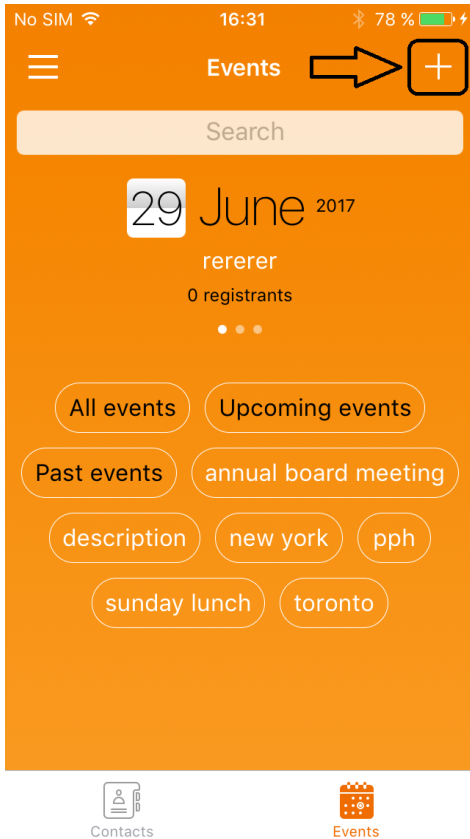 No SIM 16:31 78 %
Events
Search
29 June 2017
rererer
0 registrants
All events Upcoming events
Past events annual board meeting
description new york pph
sunday lunch toronto
Contacts Events